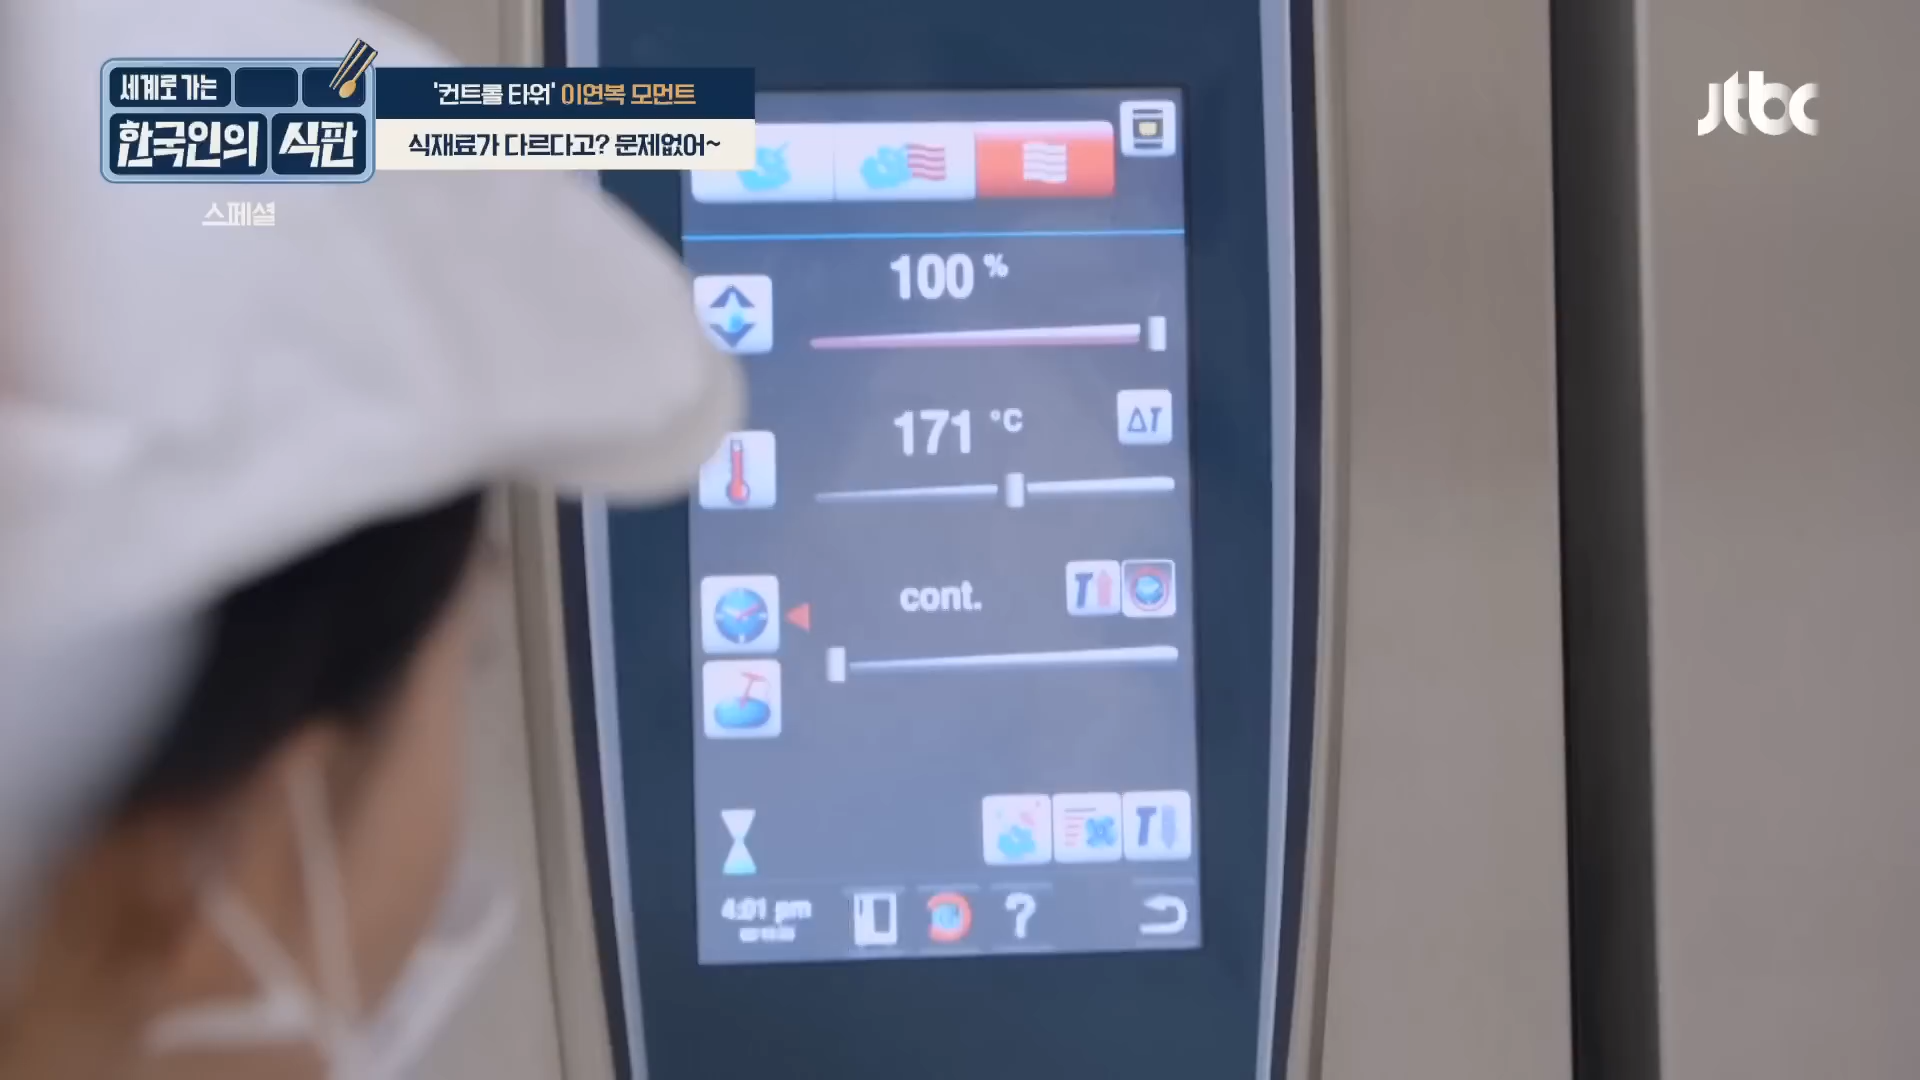 세계로 가는
한국인의 식판
'컨트롤 타워' 이연복 모먼트
식재료가 다르다고? 문제없어~
스페셜
jtbc
100 %
171 °C
ΔT
cont.
T
T
4:01 pm
?